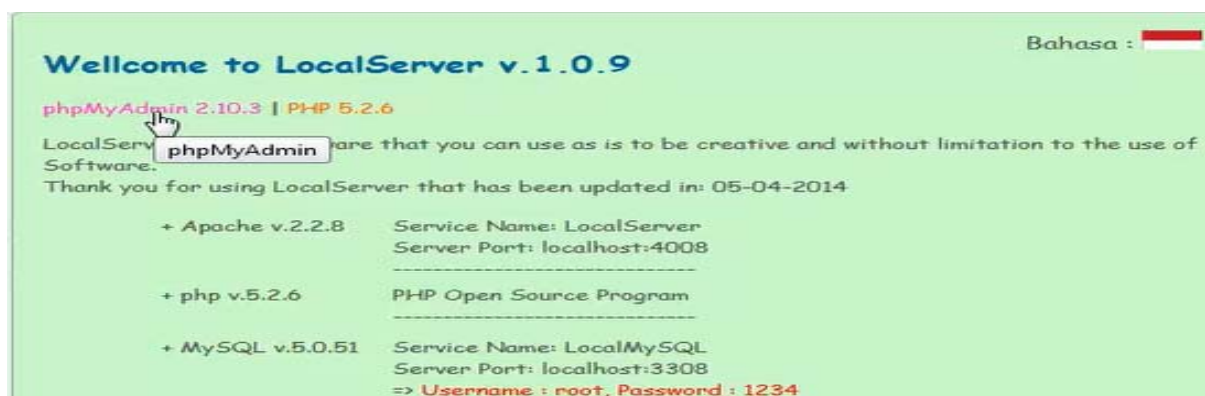 Bahasa :
Wellcome to LocalServer v.1.0.9
phpMyAdmin 2.10.3 | PHP 5.2.6
LocalServ phpMyAdmin are that you can use as is to be creative and without limitation to the use of
Software.
Thank you for using LocalServer that has been updated in: 05-04-2014
+ Apache v.2.2.8 Service Name: LocalServer
Server Port: localhost:4008
------------------------------
+ php v.5.2.6 PHP Open Source Program
------------------------------
+ MySQL v.5.0.51 Service Name: LocalMySQL
Server Port: localhost:3308
=> Username : root, Password : 1234